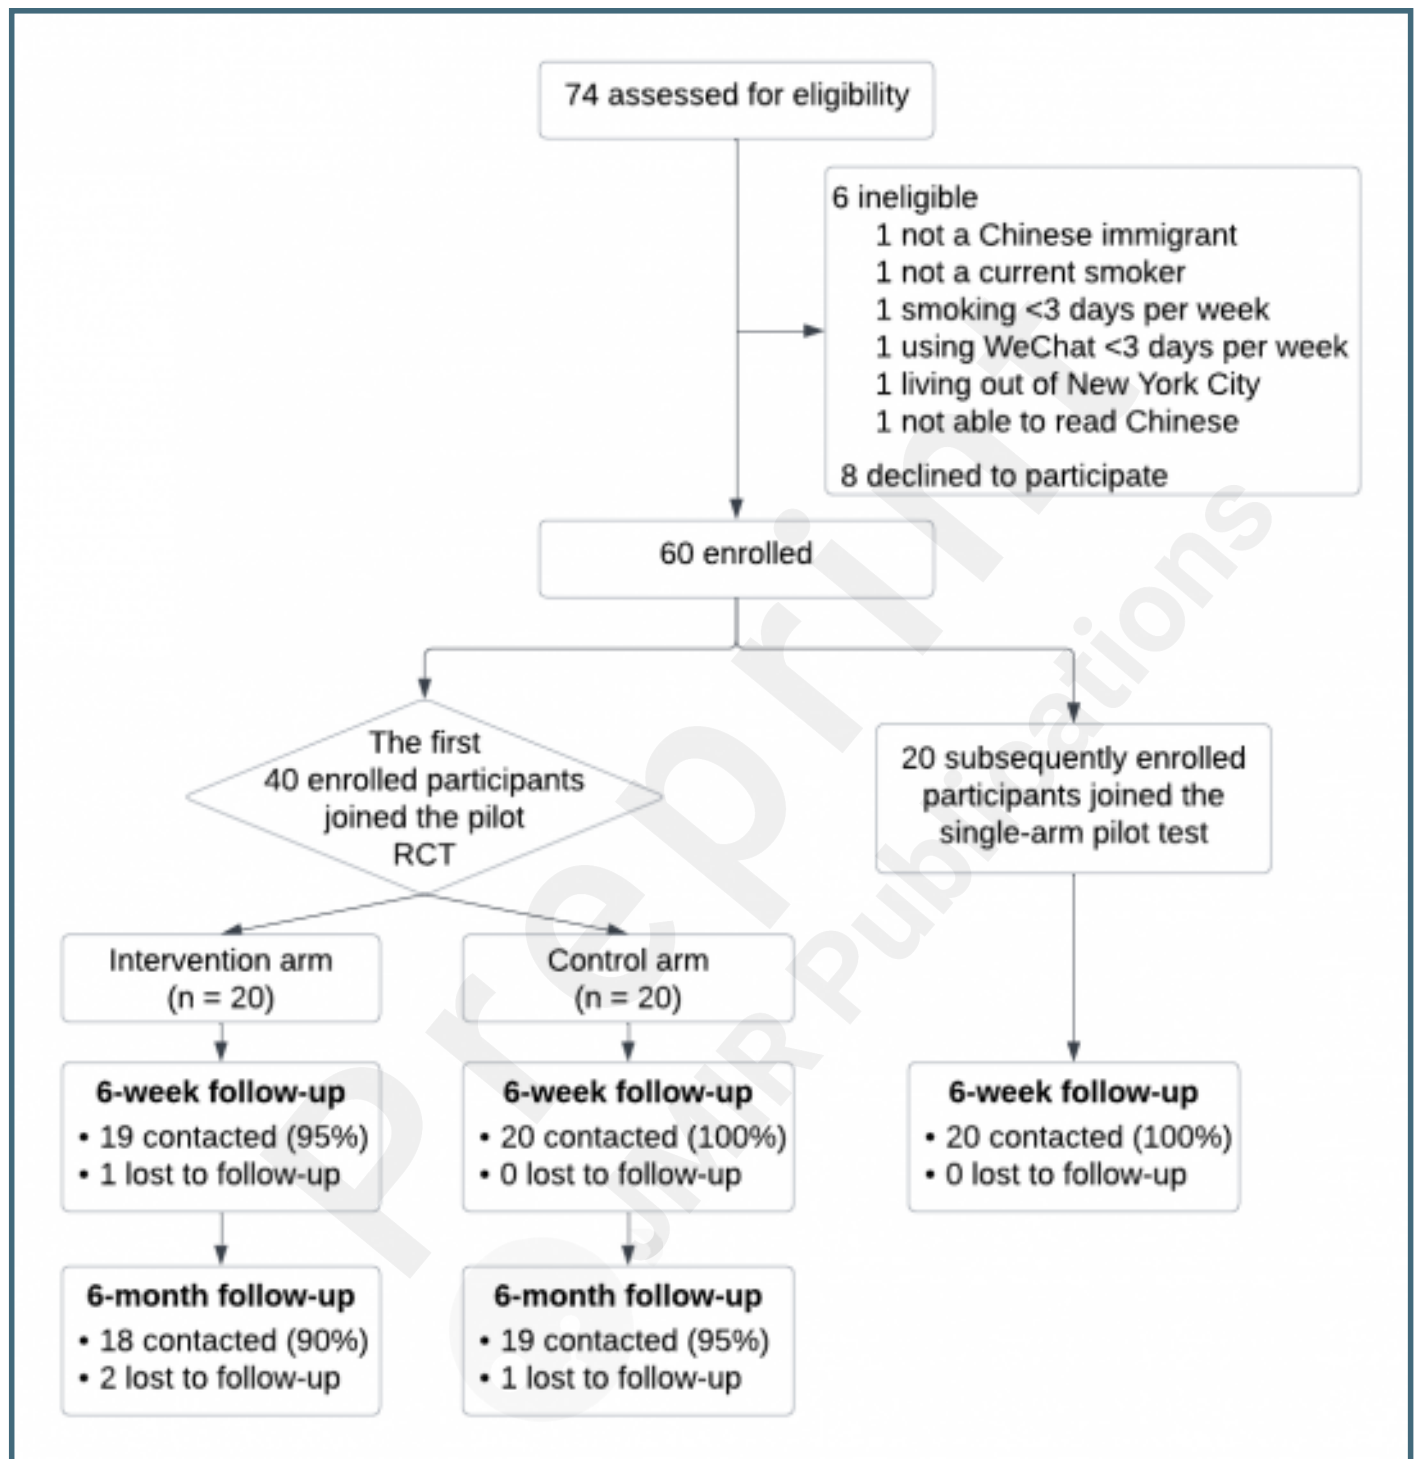 74 assessed for eligibility
6 ineligible
1 not a Chinese immigrant
1 not a current smoker
1 smoking <3 days per week
1 using WeChat <3 days per week
1 living out of New York City
1 not able to read Chinese
8 declined to participate
60 enrolled
The first
40 enrolled participants
joined the pilot
RCT
20 subsequently enrolled
participants joined the
single-arm pilot test
Intervention arm
(n = 20)
Control arm
(n = 20)
6-week follow-up
• 19 contacted (95%)
• 1 lost to follow-up
6-week follow-up
• 20 contacted (100%)
• 0 lost to follow-up
6-week follow-up
• 20 contacted (100%)
• 0 lost to follow-up
6-month follow-up
• 18 contacted (90%)
• 2 lost to follow-up
6-month follow-up
• 19 contacted (95%)
• 1 lost to follow-up
Preprint
JMIR Publications